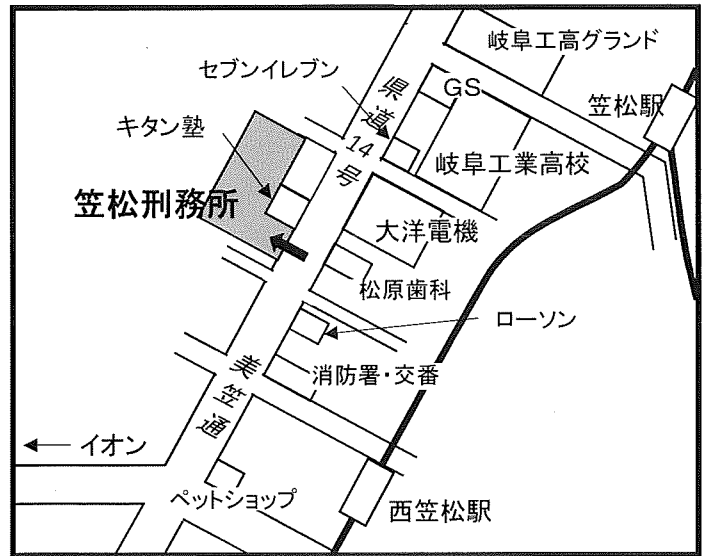 岐阜工高グランド
セブンイレブン
GS
笠松駅
県道14号
キタン塾
岐阜工業高校
笠松刑務所
大洋電機
松原歯科
ローソン
消防署・交番
美笠通
イオン
ペットショップ
西笠松駅